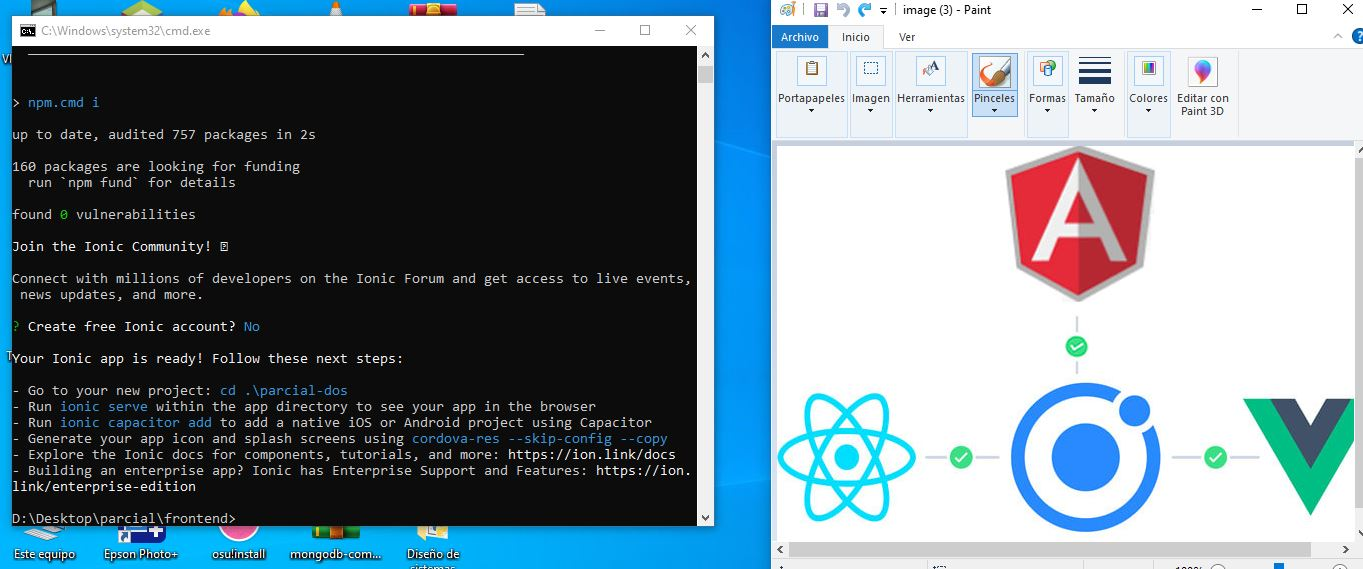 C:\Windows\system32\cmd.exe
> npm.cmd i
up to date, audited 757 packages in 2s
160 packages are looking for funding
run `npm fund` for details
found 0 vulnerabilities
Join the Ionic Community!
Connect with millions of developers on the Ionic Forum and get access to live events,
news updates, and more.
? Create free Ionic account? No
Your Ionic app is ready! Follow these next steps:
- Go to your new project: cd .\parcial-dos
- Run ionic serve within the app directory to see your app in the browser
- Run ionic capacitor add to add a native iOS or Android project using Capacitor
- Generate your app icon and splash screens using cordova-res --skip-config --copy
- Explore the Ionic docs for components, tutorials, and more: https://ion.link/docs
- Building an enterprise app? Ionic has Enterprise Support and Features: https://ion.
link/enterprise-edition
D:\Desktop\parcial\frontend>
Este equipo
Epson Photo+
osu!install
mongodb-com...
Diseño de
sistemas
image (3) - Paint
Archivo
Inicio
Ver
Portapapeles
Imagen
Herramientas
Pinceles
Formas
Tamaño
Colores
Editar con
Paint 3D
A